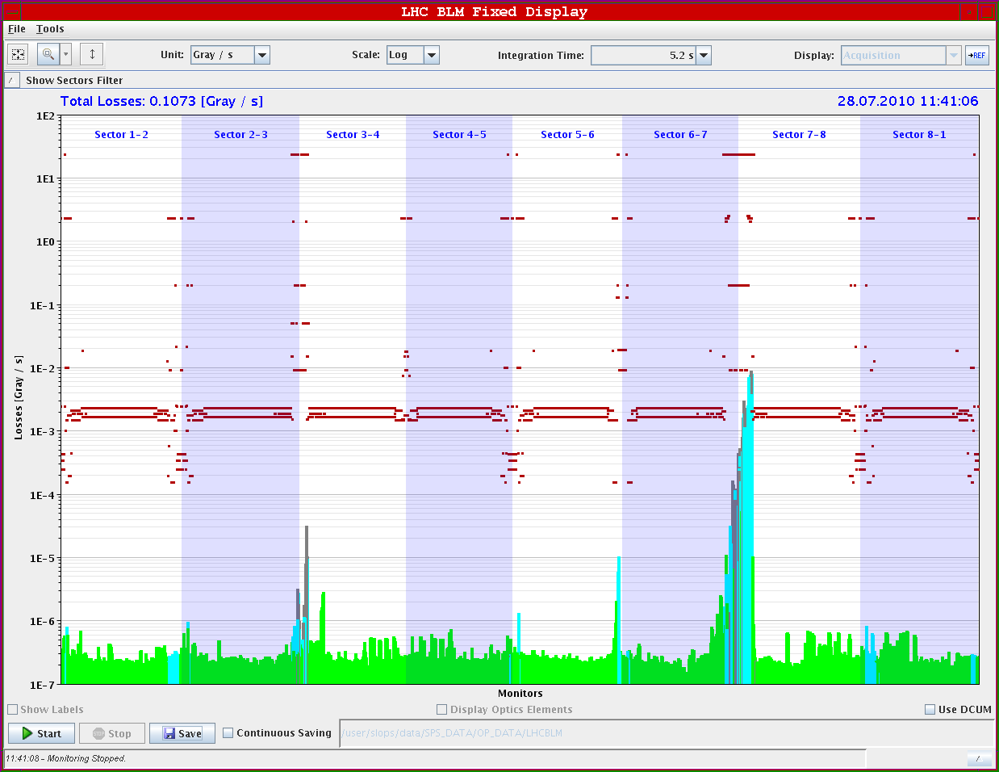 LHC BLM Fixed Display
File Tools
Unit: Gray / s Scale: Log Integration Time: 5.2 s Display: Acquisition REF
Show Sectors Filter
Total Losses: 0.1073 [Gray / s] 28.07.2010 11:41:06
Sector 1-2 Sector 2-3 Sector 3-4 Sector 4-5 Sector 5-6 Sector 6-7 Sector 7-8 Sector 8-1
1E2
1E1
1E0
1E-1
1E-2
1E-3
1E-4
1E-5
1E-6
1E-7
Losses [Gray / s]
Monitors
Show Labels Display Optics Elements Use DCUM
Start STOP Stop Save Continuous Saving /user/slops/data/SPS_DATA/OP_DATA/LHCBLM
11:41:08 - Monitoring Stopped.